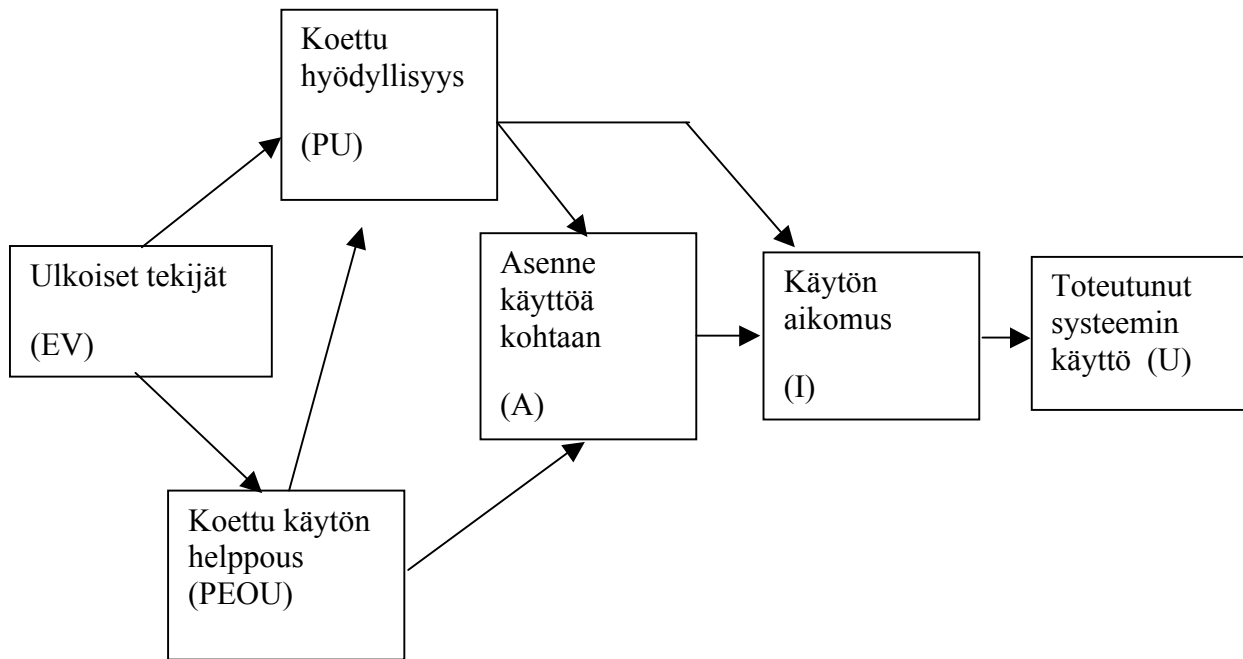 Koettu
hyödyllisyys
(PU)
Ulkoiset tekijät
(EV)
Asenne
käyttöä
kohtaan
(A)
Käytön
aikomus
(I)
Toteutunut
systeemin
käyttö (U)
Koettu käytön
helppous
(PEOU)